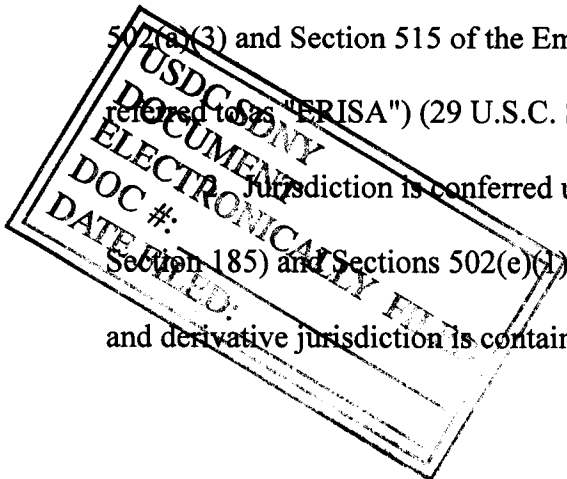 502(a)(3) and Section 515 of the Em
referred to as "ERISA") (29 U.S.C.
2. Jurisdiction is conferred u
Section 185) and Sections 502(e)(1)
and derivative jurisdiction is contain
USDC SDNY
DOCUMENT
ELECTRONICALLY FILED
DOC #:
DATE FILED: